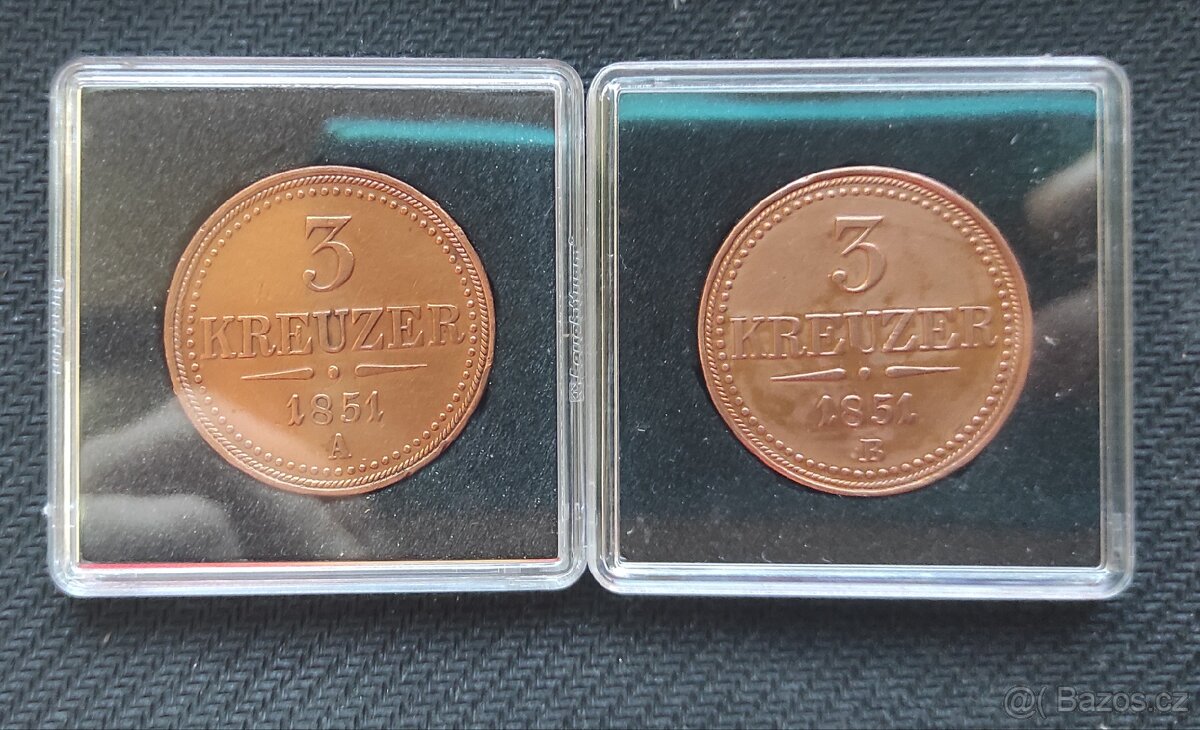 3
KREUZER
1851
A
3
KREUZER
1851
B
@( Bazos.cz